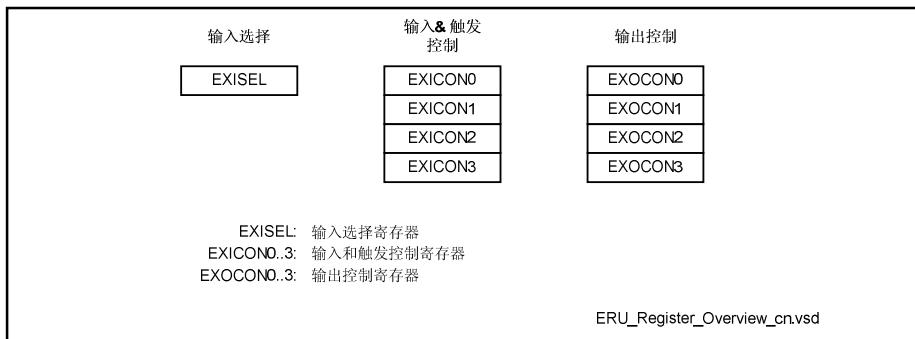 输入选择
输入& 触发
控制
输出控制
EXISEL
EXICON0
EXOCON0
EXICON1
EXOCON1
EXICON2
EXOCON2
EXICON3
EXOCON3
EXISEL: 输入选择寄存器
EXICON0..3: 输入和触发控制寄存器
EXOCON0..3: 输出控制寄存器
ERU_Register_Overview_cn.vsd